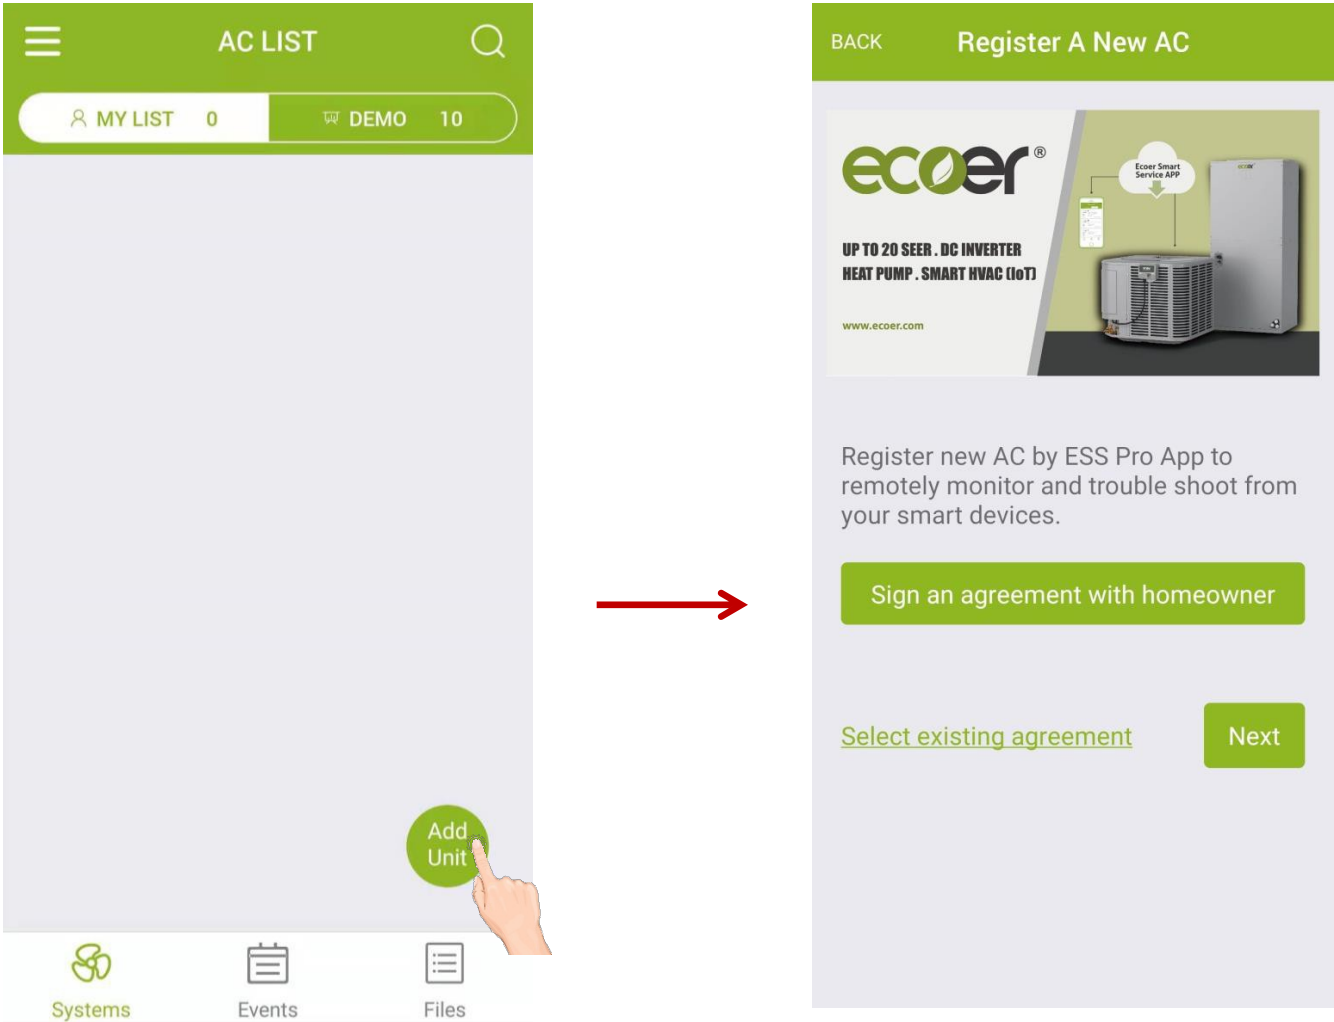 AC LIST
MY LIST 0
DEMO 10
Add
Unit
Systems
Events
Files
BACK
Register A New AC
ecoer®
UP TO 20 SEER . DC INVERTER
HEAT PUMP . SMART HVAC (IoT)
www.ecoer.com
Ecoer Smart
Service APP
ecoer
Register new AC by ESS Pro App to
remotely monitor and trouble shoot from
your smart devices.
Sign an agreement with homeowner
Select existing agreement
Next